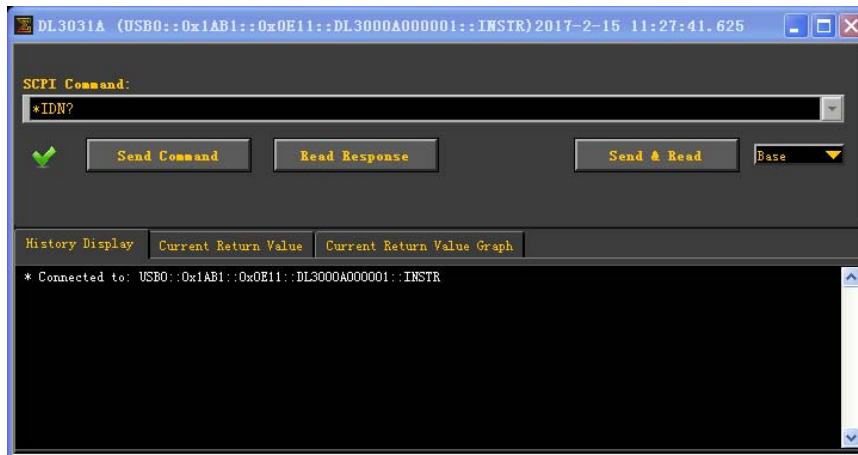 DL3031A (USB0::0x1AB1::0x0E11::DL3000A000001::INSTR)2017-2-15 11:27:41.625
SCPI Command:
*IDN?
Send Command Read Response Send & Read Base
History Display Current Return Value Current Return Value Graph
* Connected to: USB0::0x1AB1::0x0E11::DL3000A000001::INSTR